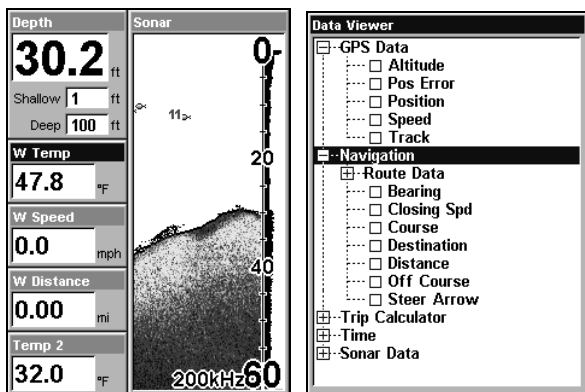 Depth
30.2 ft
Shallow 1 ft
Deep 100 ft
W Temp
47.8 °F
W Speed
0.0 mph
W Distance
0.00 mi
Temp 2
32.0 °F
Sonar
0
11
20
40
200kHz 60
Data Viewer
GPS Data
Altitude
Pos Error
Position
Speed
Track
Navigation
Route Data
Bearing
Closing Spd
Course
Destination
Distance
Off Course
Steer Arrow
Trip Calculator
Time
Sonar Data